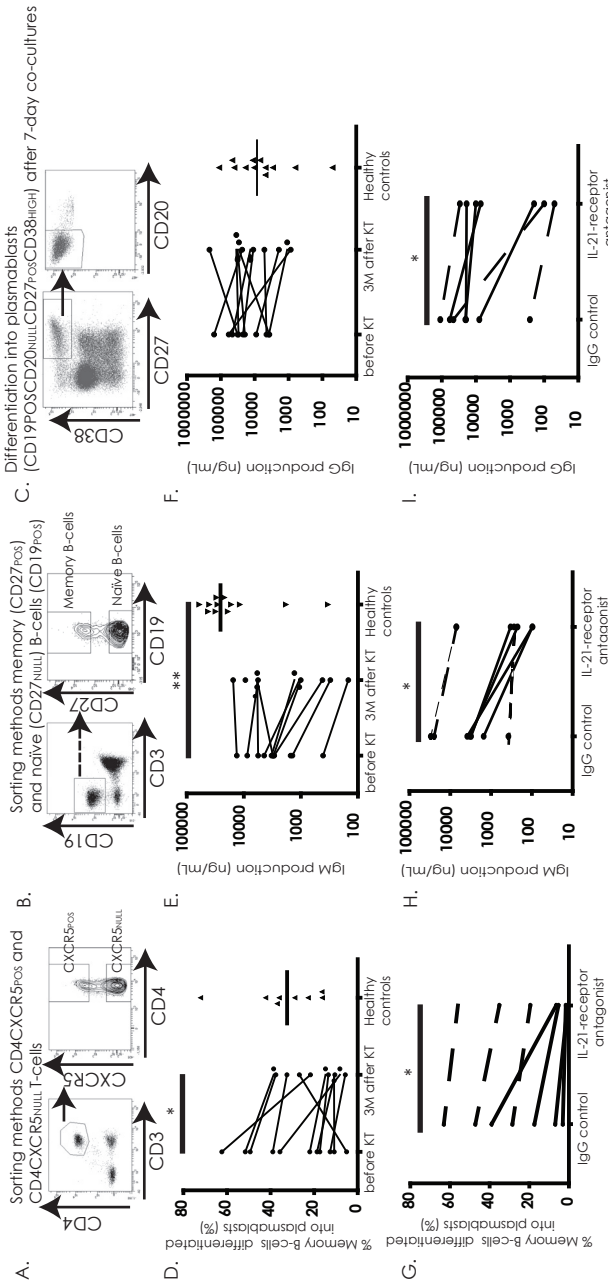 A.
Sorting methods CD4CXCR5POS and
CD4CXCR5NULL T-cells
CD4
CD3
CXCR5
CD4
CXCR5POS
CXCR5NULL
B.
Sorting methods memory (CD27POS)
and naïve (CD27NULL) B-cells (CD19POS)
CD19
CD3
CD27
CD19
Memory B-cells
Naïve B-cells
C.
Differentiation into plasmablasts
(CD19POSCD20NULLCD27POSCD38HIGH) after 7-day co-cultures
CD38
CD27
CD20
D.
% Memory B-cells differentiated
into plasmablasts (%)
80
60
40
20
0
*
before KT
3M after KT
Healthy
controls
E.
IgM production (ng/mL)
100000
10000
1000
100
**
before KT
3M after KT
Healthy
controls
F.
IgG production (ng/mL)
1000000
100000
10000
1000
100
10
before KT
3M after KT
Healthy
controls
G.
% Memory B-cells differentiated
into plasmablasts (%)
80
60
40
20
0
*
IgG control
IL-21-receptor
antagonist
H.
IgM production (ng/mL)
100000
10000
1000
100
10
*
IgG control
IL-21-receptor
antagonist
I.
IgG production (ng/mL)
1000000
100000
10000
1000
100
10
*
IgG control
IL-21-receptor
antagonist